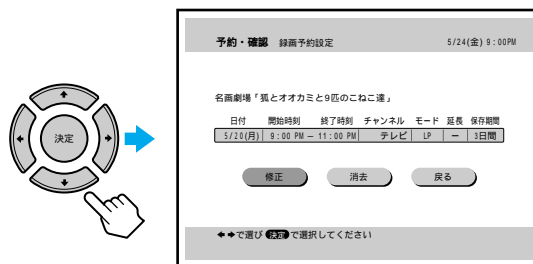 予約・確認 録画予約設定 5/24(金) 9:00PM
名画劇場「狐とオオカミと9匹のこねこ達」
日付 開始時刻 終了時刻 チャンネル モード 延長 保存期間
5/20(月) 9:00 PM – 11:00 PM テレビ LP ー 3日間
決定
修正 消去 戻る
で選び 決定 で選択してください